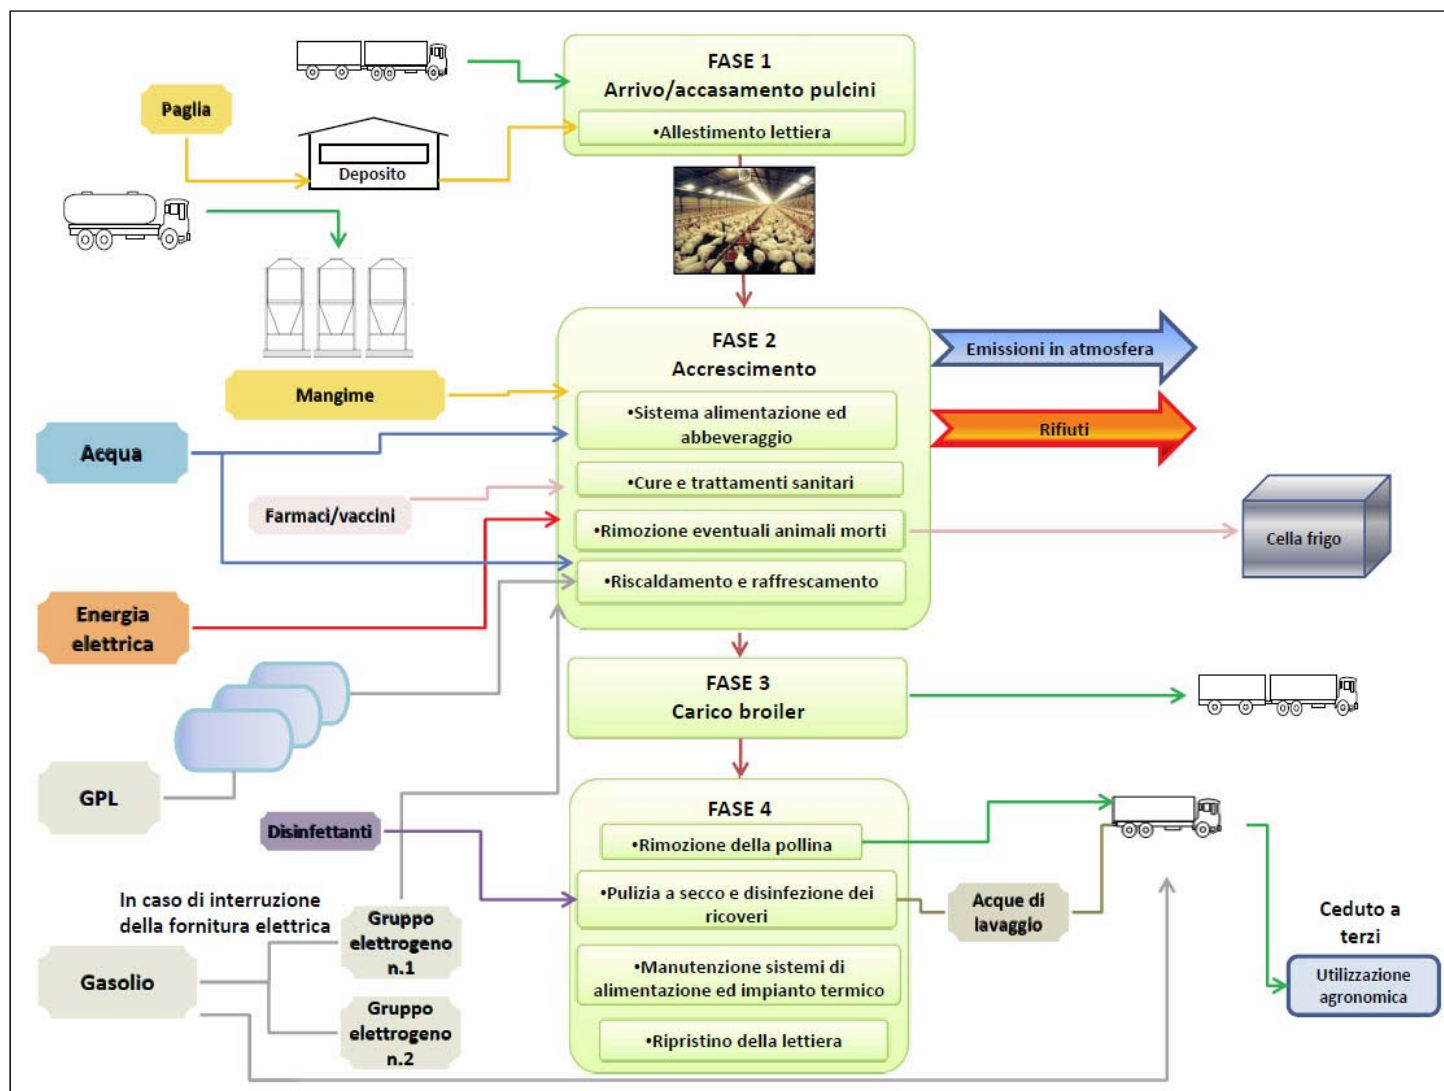 FASE 1
Arrivo/accasamento pulcini
•Allestimento lettiera
Paglia
Deposito
FASE 2
Accrescimento
•Sistema alimentazione ed
abbeveraggio
•Cure e trattamenti sanitari
•Rimozione eventuali animali morti
•Riscaldamento e raffrescamento
Emissioni in atmosfera
Rifiuti
Cella frigo
Mangime
Acqua
Farmaci/vaccini
Energia
elettrica
GPL
FASE 3
Carico broiler
FASE 4
•Rimozione della pollina
•Pulizia a secco e disinfezione dei
ricoveri
•Manutenzione sistemi di
alimentazione ed impianto termico
•Ripristino della lettiera
Disinfettanti
In caso di interruzione
della fornitura elettrica
Gasolio
Gruppo
elettrogeno
n.1
Gruppo
elettrogeno
n.2
Acque di
lavaggio
Ceduto a
terzi
Utilizzazione
agronomica